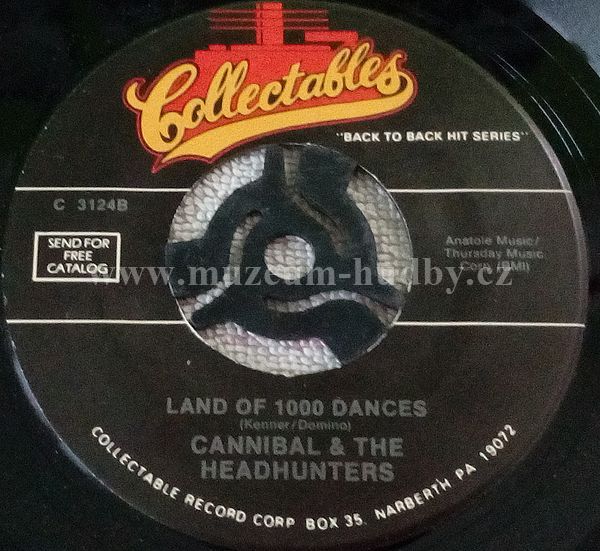 Collectables
"BACK TO BACK HIT SERIES"
C 3124B
SEND FOR
FREE
CATALOG
Anatole Music/
Thursday Music
Corp (BMI)
www.muzeum-hudby.cz
LAND OF 1000 DANCES
(Kenner/Domino)
CANNIBAL & THE
HEADHUNTERS
COLLECTABLE RECORD CORP BOX 35, NARBERTH PA 19072